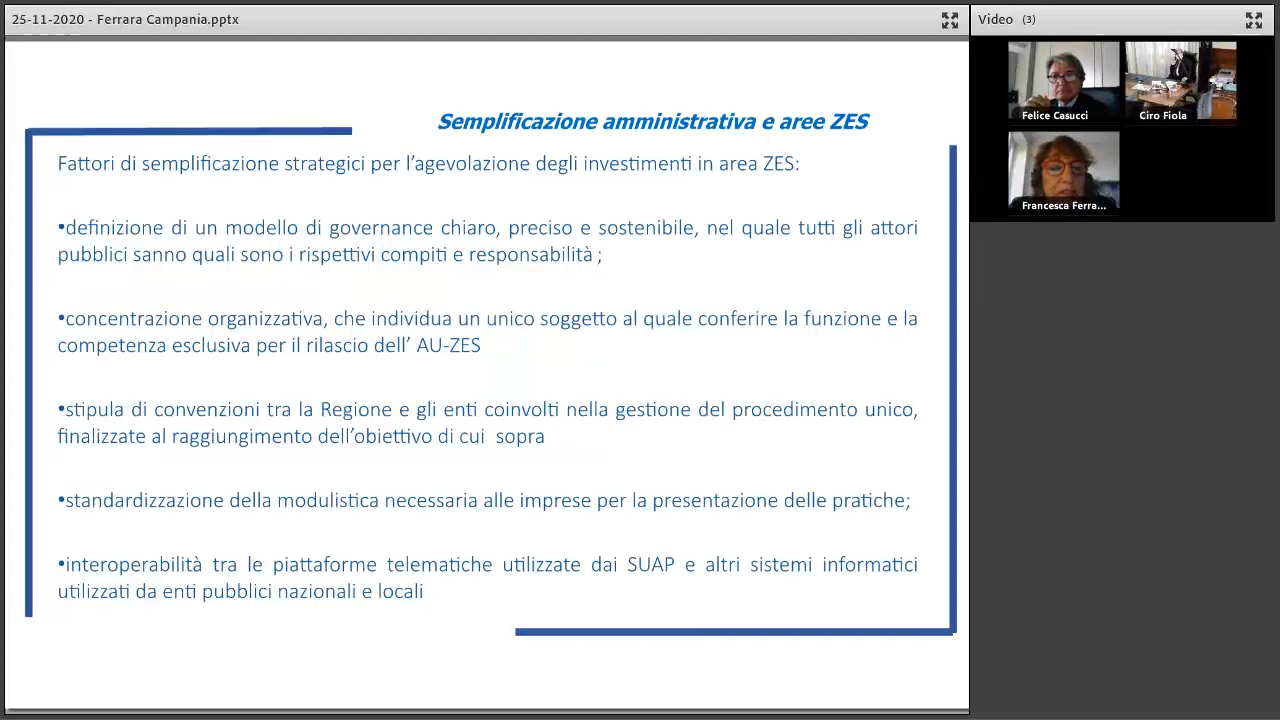 25-11-2020 - Ferrara Campania.pptx
Video (3)
Felice Casucci
Ciro Fiola
Francesca Ferra...
Semplificazione amministrativa e aree ZES
Fattori di semplificazione strategici per l’agevolazione degli investimenti in area ZES:
•definizione di un modello di governance chiaro, preciso e sostenibile, nel quale tutti gli attori
pubblici sanno quali sono i rispettivi compiti e responsabilità ;
•concentrazione organizzativa, che individua un unico soggetto al quale conferire la funzione e la
competenza esclusiva per il rilascio dell’ AU-ZES
•stipula di convenzioni tra la Regione e gli enti coinvolti nella gestione del procedimento unico,
finalizzate al raggiungimento dell’obiettivo di cui sopra
•standardizzazione della modulistica necessaria alle imprese per la presentazione delle pratiche;
•interoperabilità tra le piattaforme telematiche utilizzate dai SUAP e altri sistemi informatici
utilizzati da enti pubblici nazionali e locali